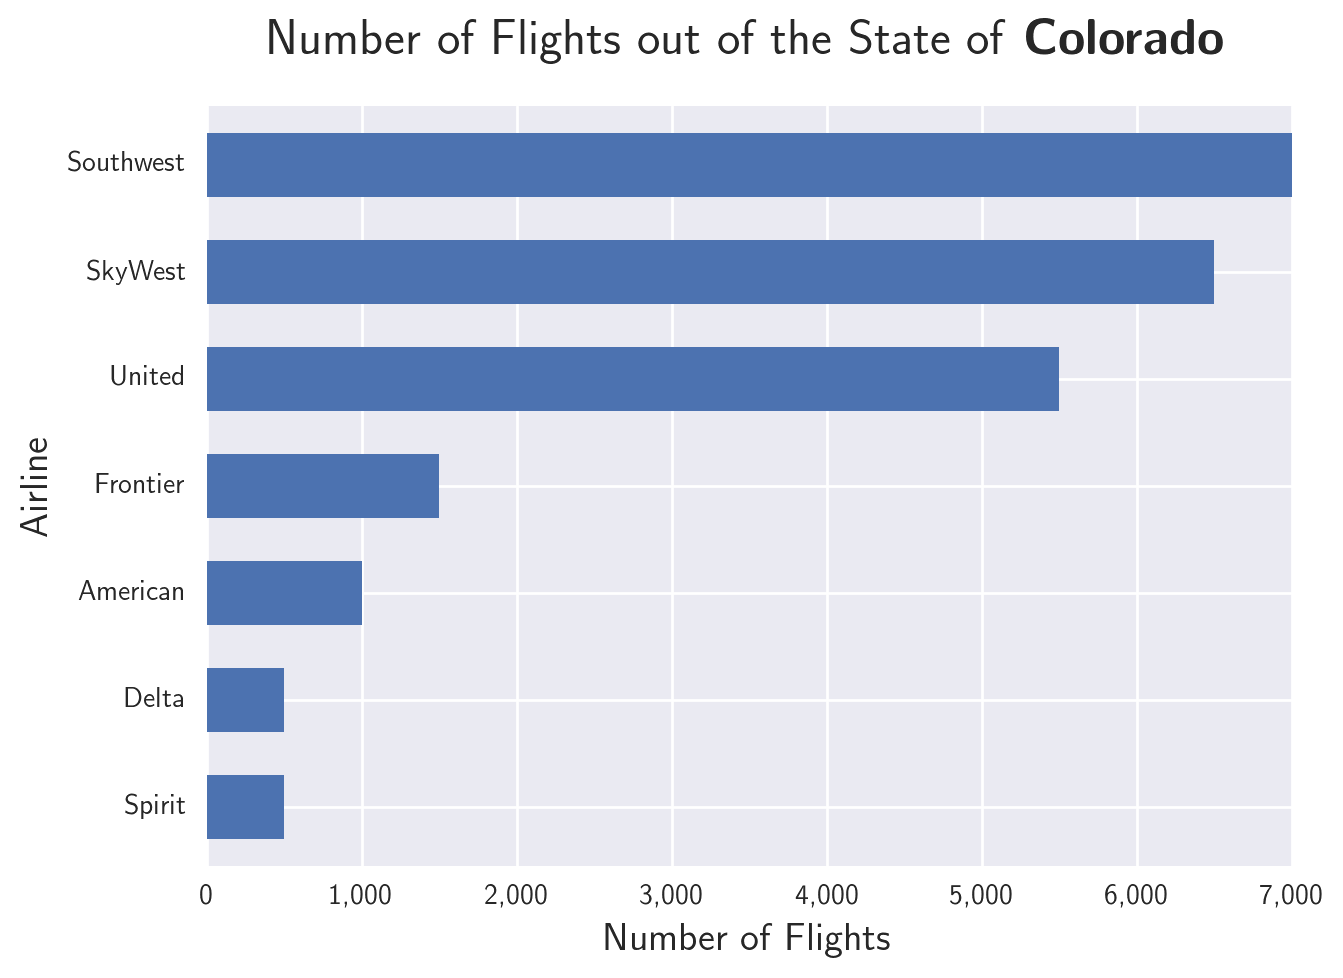 Number of Flights out of the State of Colorado
Southwest
SkyWest
United
Frontier
American
Delta
Spirit
Airline
0 1,000 2,000 3,000 4,000 5,000 6,000 7,000
Number of Flights